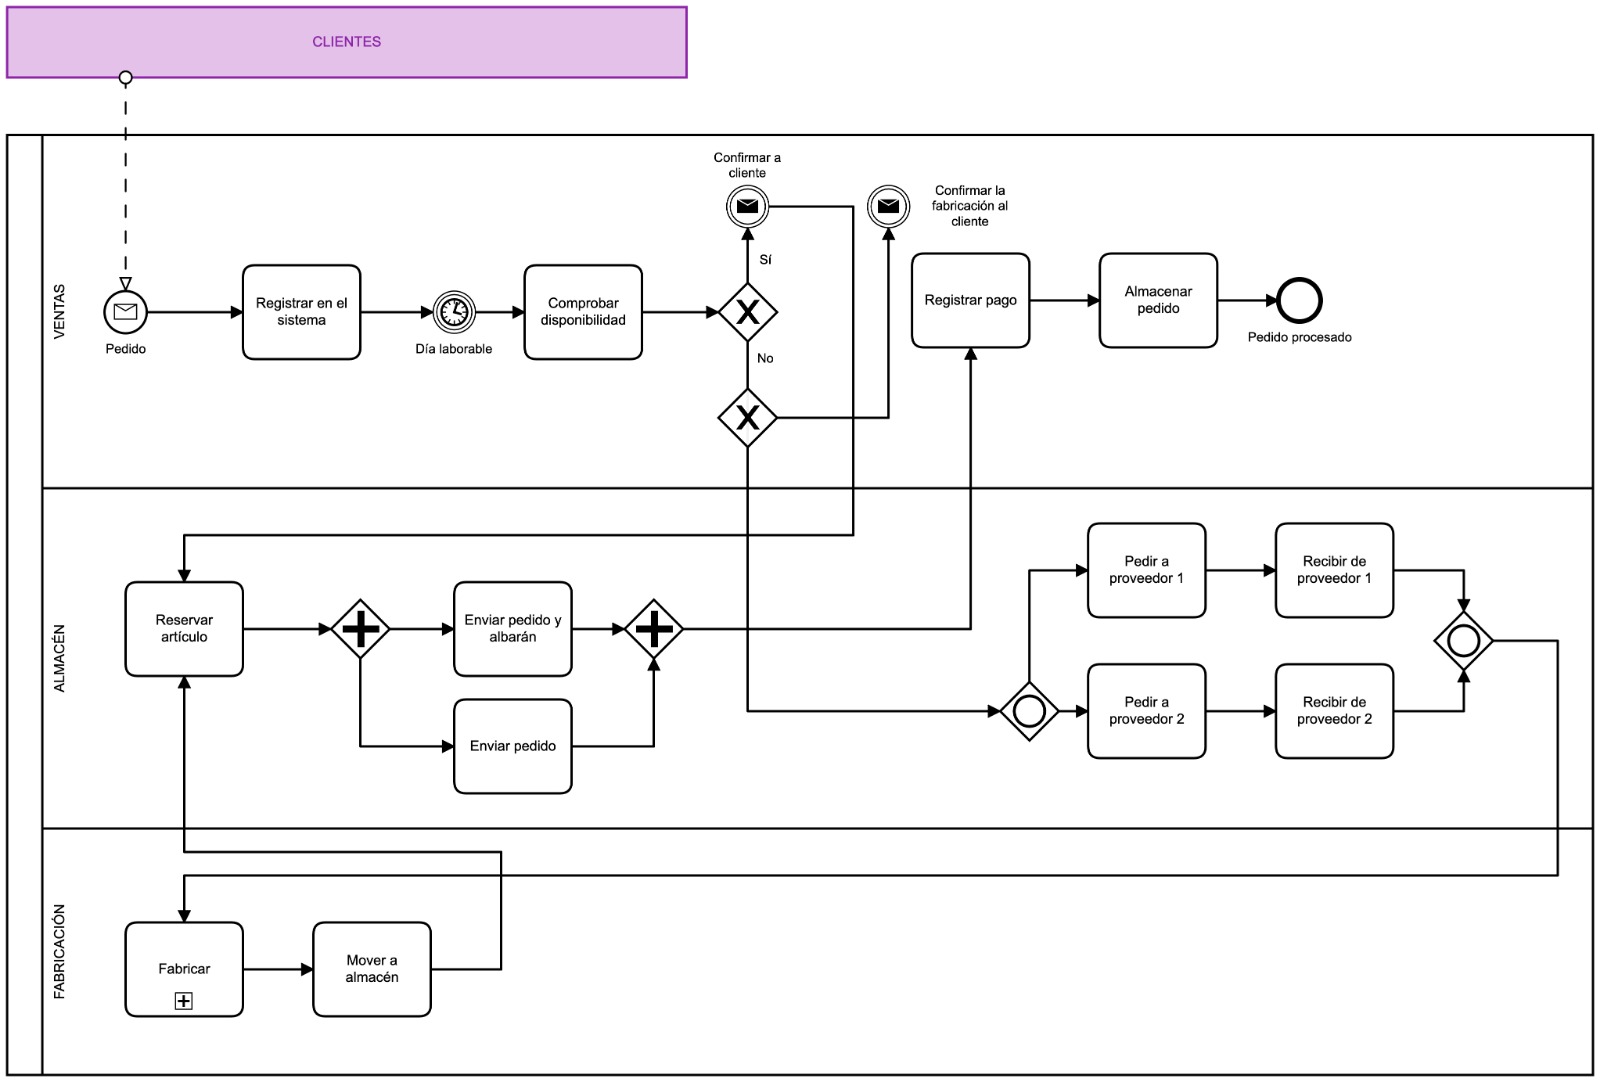 CLIENTES
Confirmar a
cliente
Confirmar la
fabricación al
cliente
Sí
VENTAS
Pedido
Registrar en el
sistema
Día laborable
Comprobar
disponibilidad
No
Registrar pago
Almacenar
pedido
Pedido procesado
ALMACÉN
Reservar
artículo
Enviar pedido y
albarán
Enviar pedido
Pedir a
proveedor 1
Recibir de
proveedor 1
Pedir a
proveedor 2
Recibir de
proveedor 2
FABRICACIÓN
Fabricar
Mover a
almacén